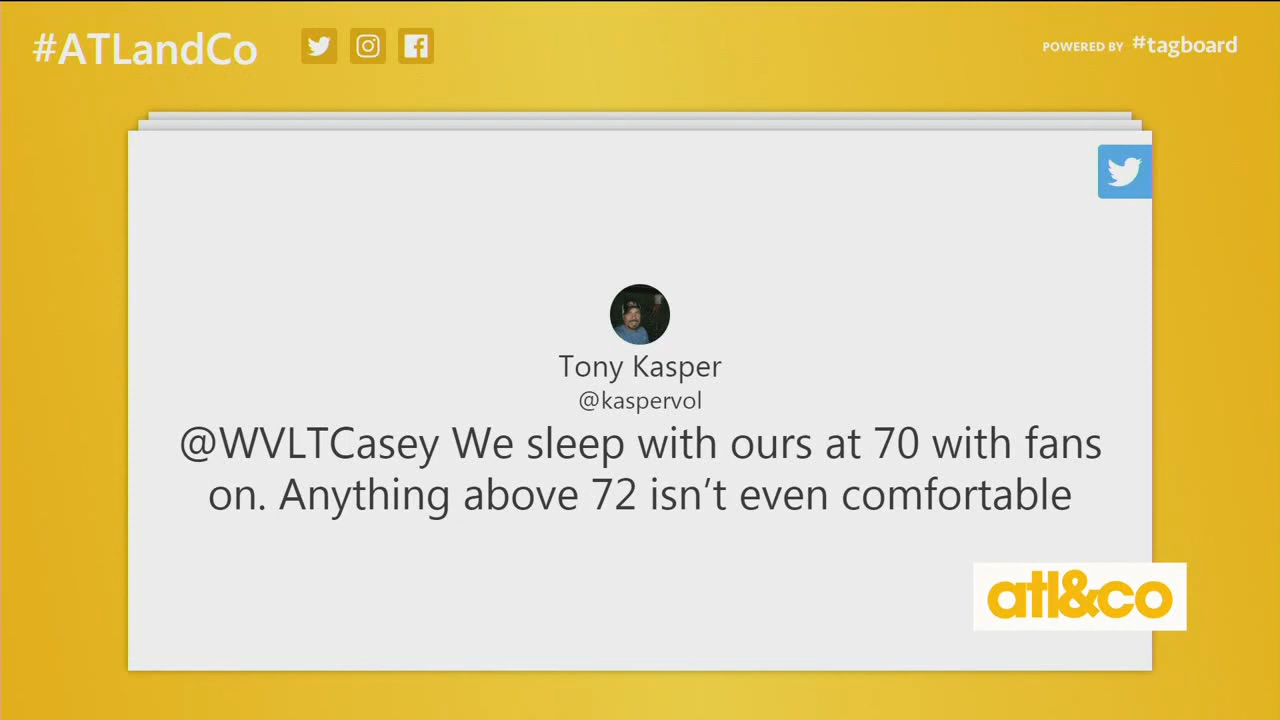 #ATLandCo
POWERED BY #tagboard
Tony Kasper
@kaspervol
@WVLTCasey We sleep with ours at 70 with fans
on. Anything above 72 isn’t even comfortable
atl&co